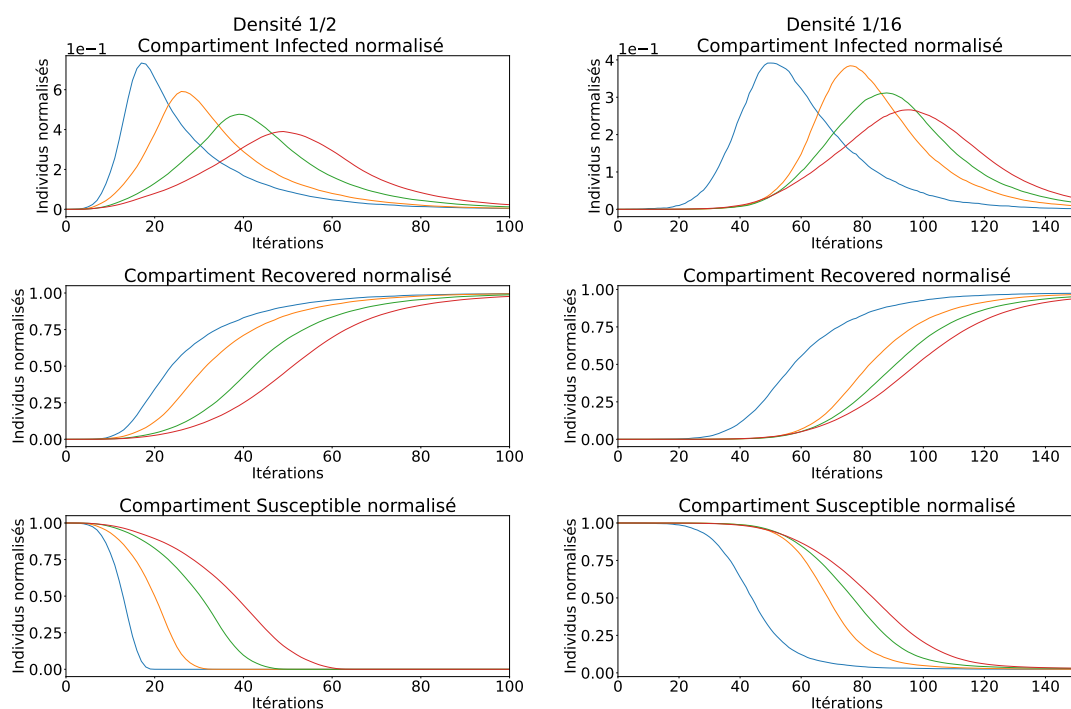 Densité 1/2
Compartiment Infected normalisé
1e−1
Individus normalisés
6
4
2
0
0 20 40 60 80 100
Itérations
Densité 1/16
Compartiment Infected normalisé
1e−1
Individus normalisés
4
3
2
1
0
0 20 40 60 80 100 120 140
Itérations
Compartiment Recovered normalisé
Individus normalisés
1.00
0.75
0.50
0.25
0.00
0 20 40 60 80 100
Itérations
Compartiment Recovered normalisé
Individus normalisés
1.00
0.75
0.50
0.25
0.00
0 20 40 60 80 100 120 140
Itérations
Compartiment Susceptible normalisé
Individus normalisés
1.00
0.75
0.50
0.25
0.00
0 20 40 60 80 100
Itérations
Compartiment Susceptible normalisé
Individus normalisés
1.00
0.75
0.50
0.25
0.00
0 20 40 60 80 100 120 140
Itérations